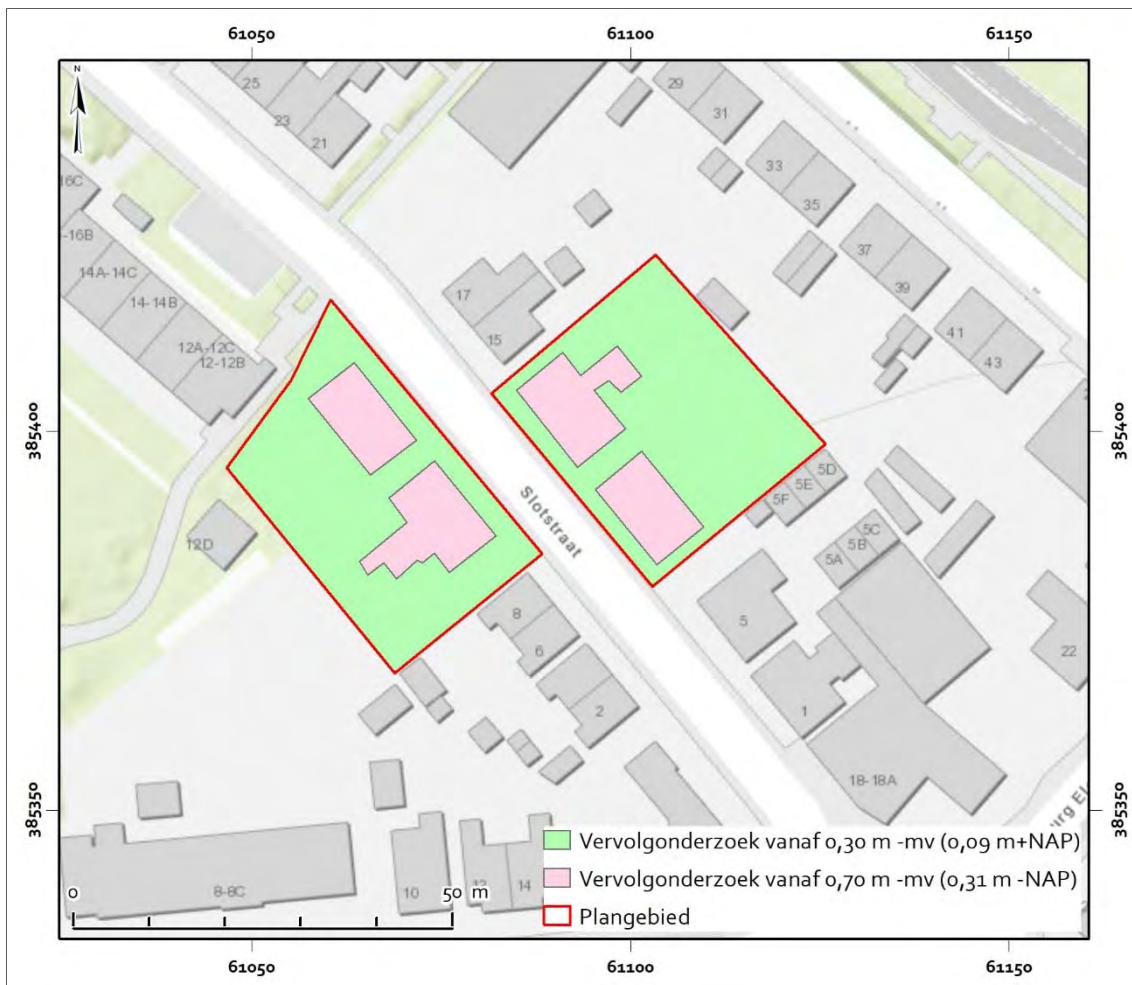 61050 61100 61150
N
25
23
21
29
31
33
35
37
39
41
43
16C
-16B
14A-14C
14-14B
12A-12C
12-12B
12D
17
15
385400 385400
Slotstraat
5D
5E
5F
5C
5B
5A
5
8
6
2
1
22
18-18A
385350 385350
8-8C
10
12
14
0 50 m
Vervolgonderzoek vanaf 0,30 m -mv (0,09 m+NAP)
Vervolgonderzoek vanaf 0,70 m -mv (0,31 m -NAP)
Plangebied
61050 61100 61150